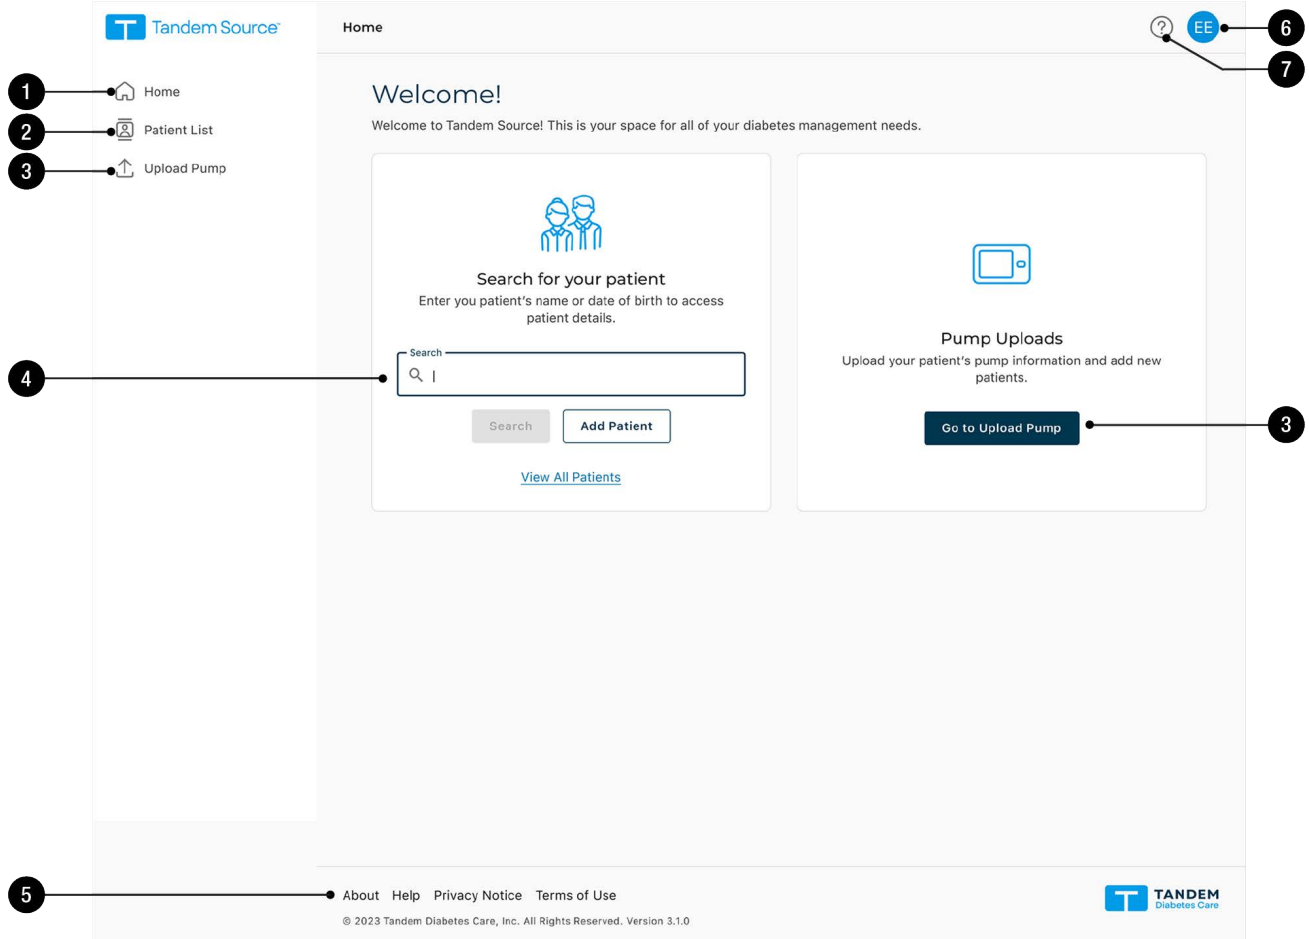 Tandem Source™
Home
EE
6
7
1
Home
2
Patient List
3
Upload Pump
Welcome!
Welcome to Tandem Source! This is your space for all of your diabetes management needs.
Search for your patient
Enter you patient's name or date of birth to access
patient details.
4
Search
Search
Add Patient
View All Patients
Pump Uploads
Upload your patient's pump information and add new
patients.
Go to Upload Pump
3
5
About Help Privacy Notice Terms of Use
© 2023 Tandem Diabetes Care, Inc. All Rights Reserved. Version 3.1.0
TANDEM
Diabetes Care